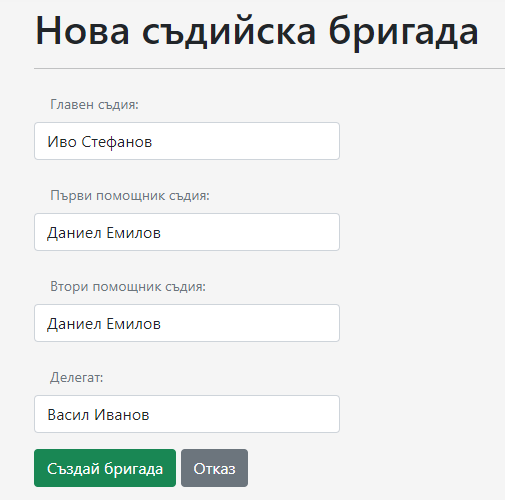 Нова съдийска бригада
Главен съдия:
Иво Стефанов
Първи помощник съдия:
Даниел Емилов
Втори помощник съдия:
Даниел Емилов
Делегат:
Васил Иванов
Създай бригада Отказ